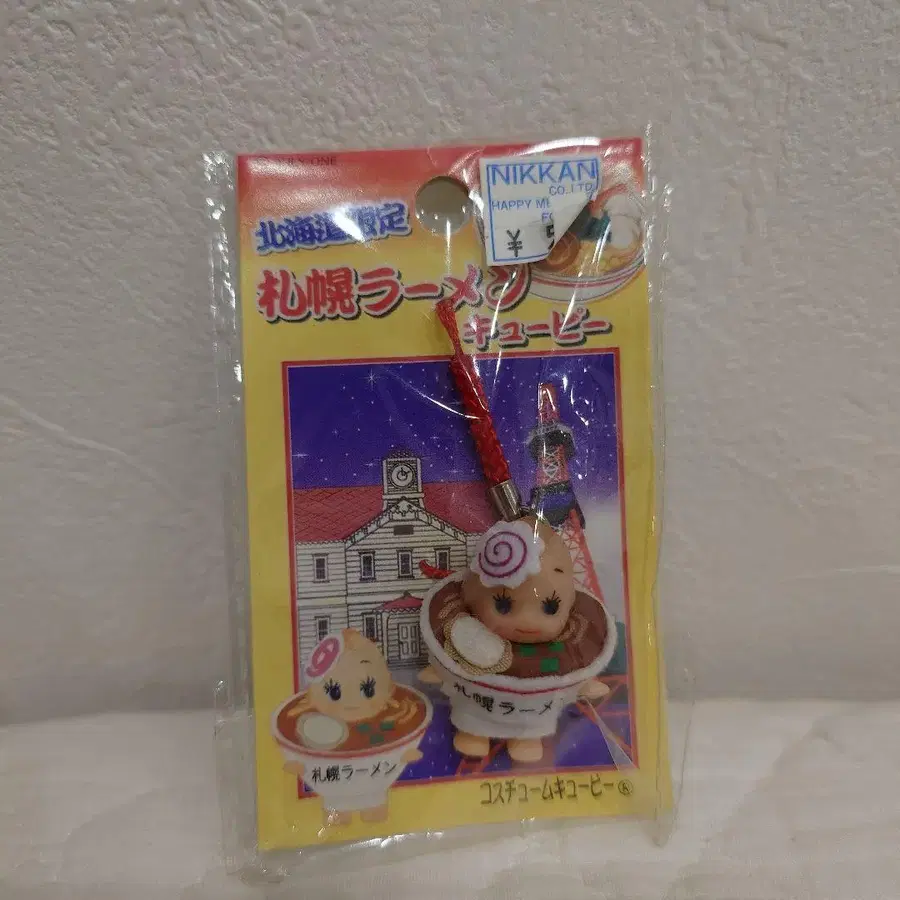 NIKKAN
CO.,LTD
HAPPY
¥
北海道限定
札幌ラーメン
キューピー
札幌ラーメン
札幌ラーメン
コスチュームキューピー®